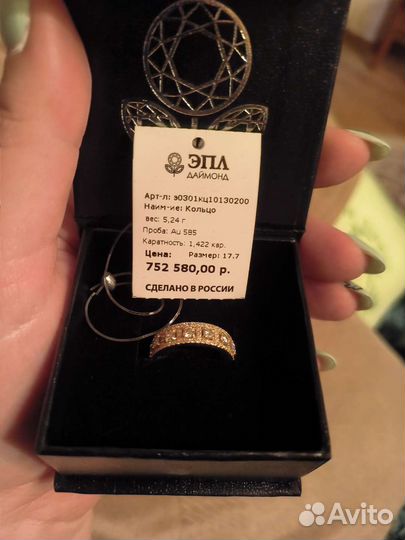 ЭПЛ
ДАЙМОНД
Арт-л: э0301кц10130200
Наим-ие: Кольцо
вес: 5,24 г
Проба: Au 585
Каратность: 1,422 кар.
Цена: Размер: 17.7
752 580,00 р.
СДЕЛАНО В РОССИИ
Avito